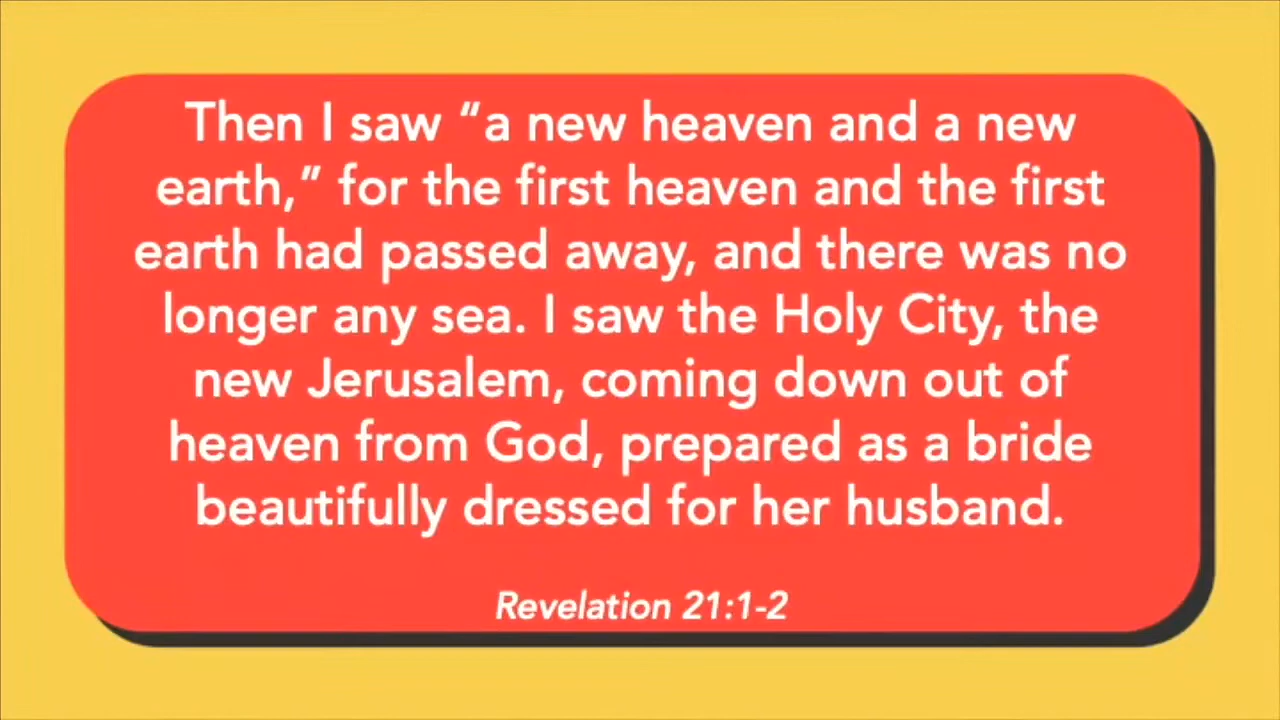 Then I saw “a new heaven and a new
earth,” for the first heaven and the first
earth had passed away, and there was no
longer any sea. I saw the Holy City, the
new Jerusalem, coming down out of
heaven from God, prepared as a bride
beautifully dressed for her husband.
Revelation 21:1-2